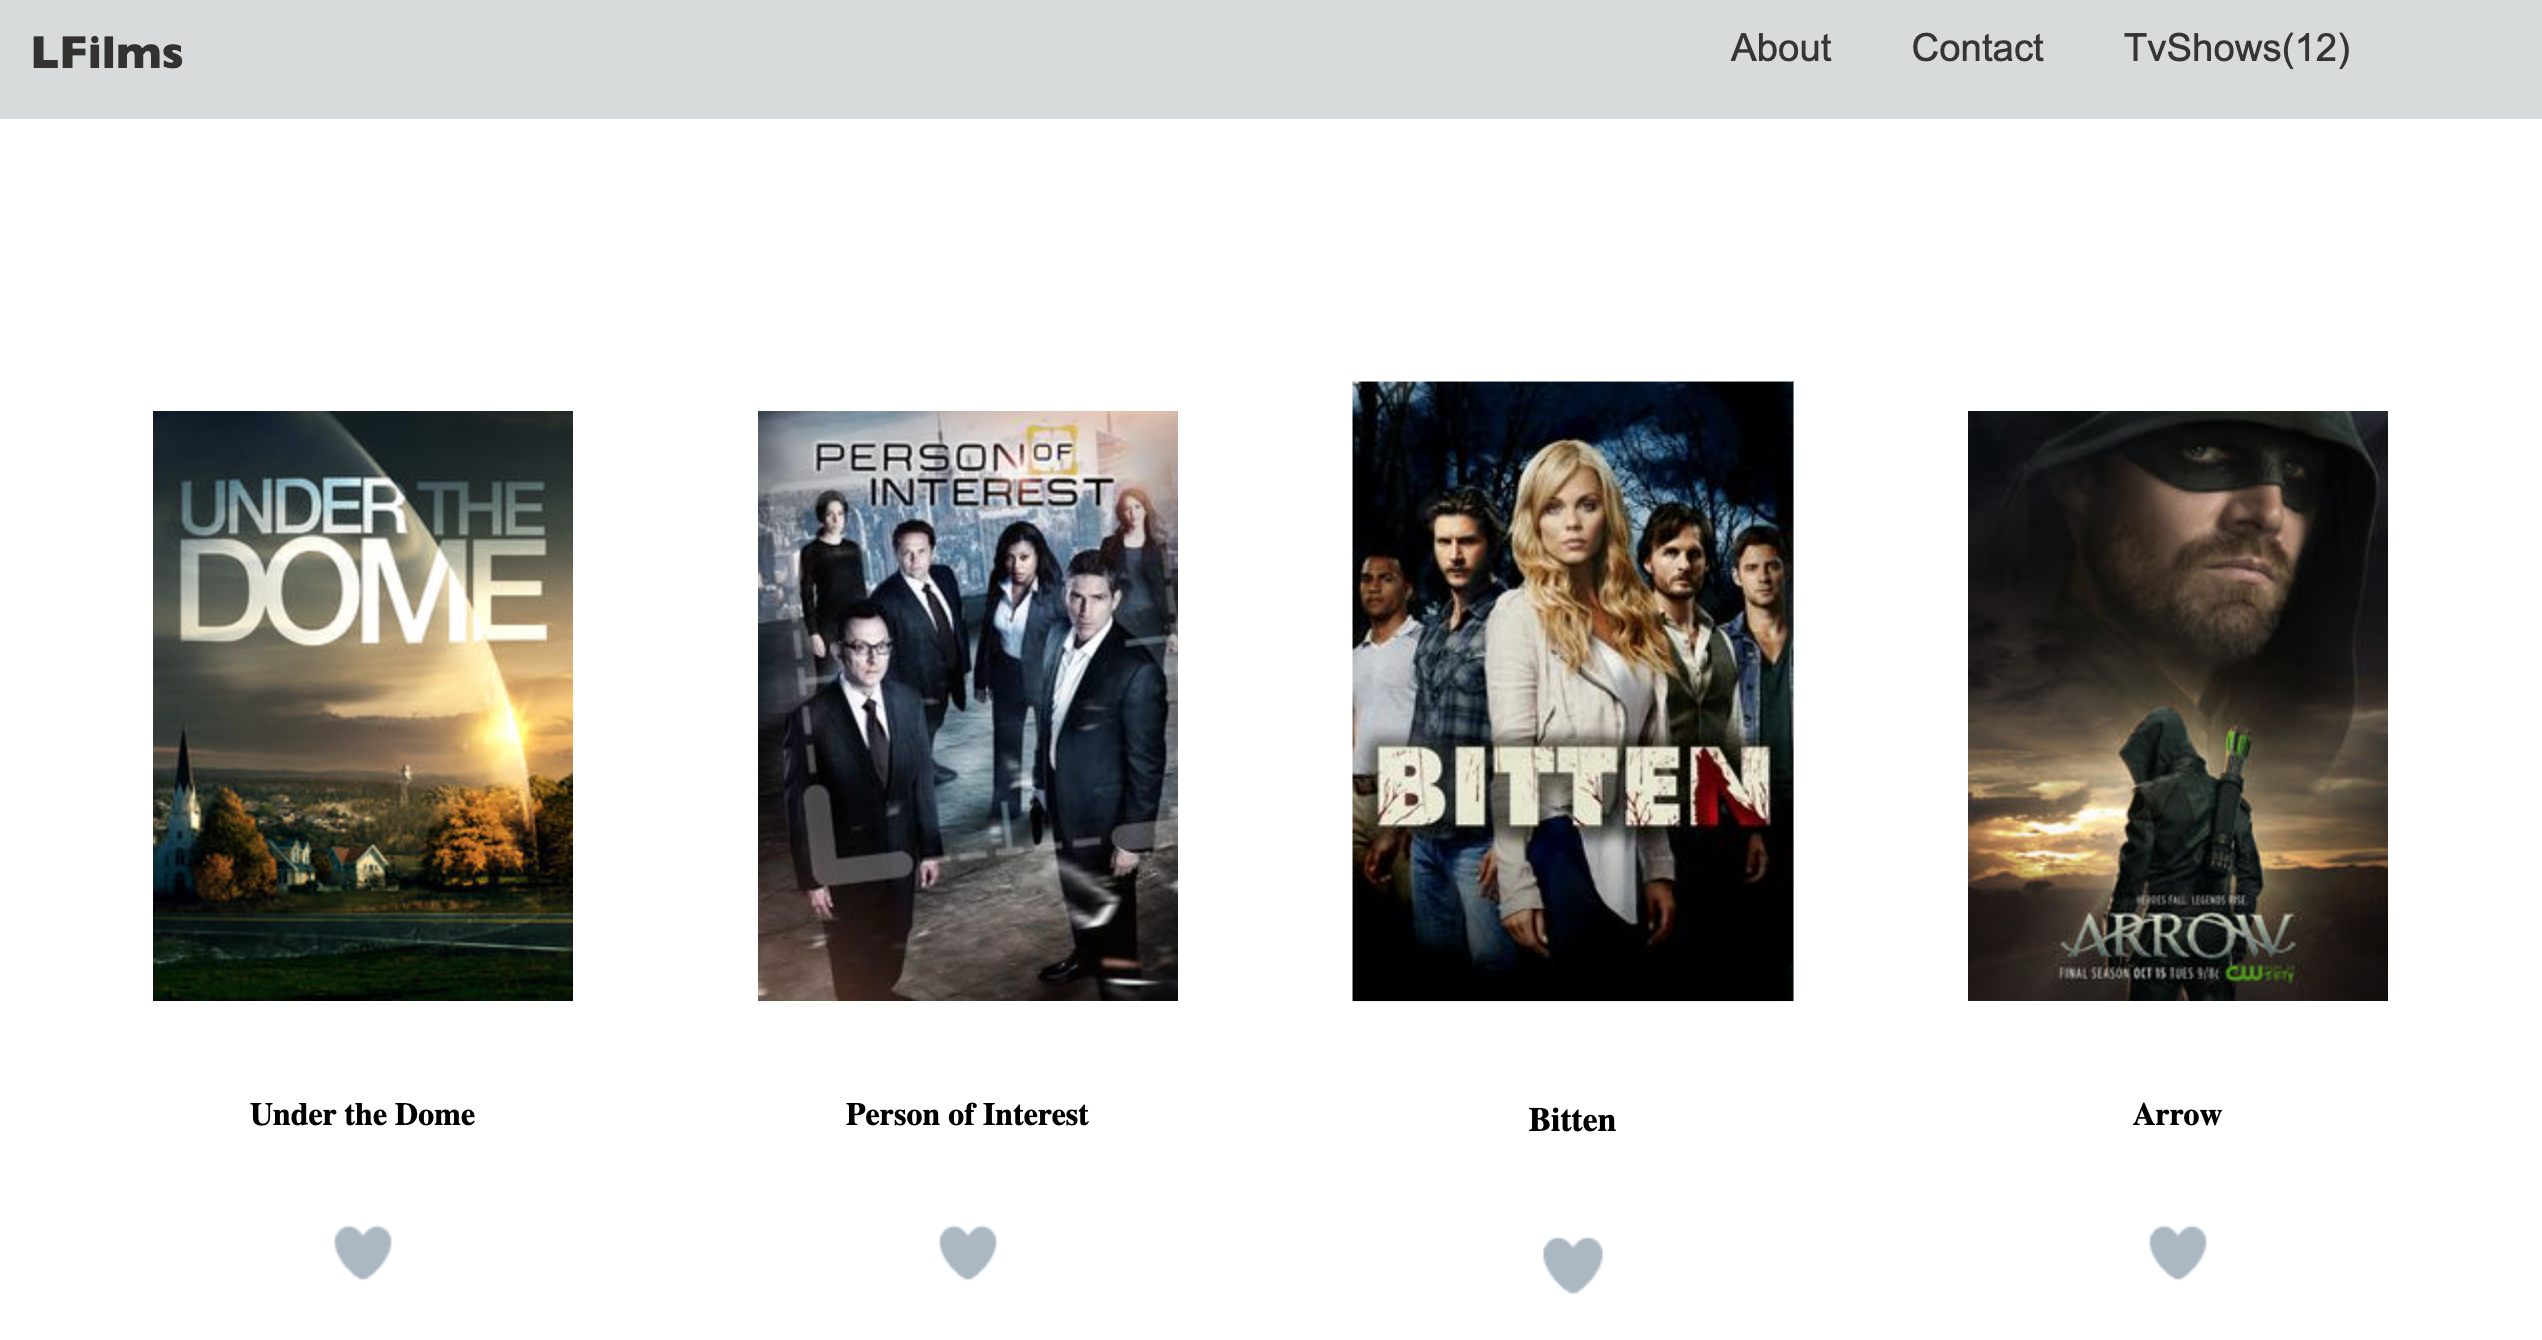 LFilms
About
Contact
TvShows(12)
UNDER THE
DOME
PERSON OF
INTEREST
BITTEN
HEROES FALL. LEGENDS RISE.
ARROW
FINAL SEASON OCT 15 TUES 9/8c CW
Under the Dome
Person of Interest
Bitten
Arrow